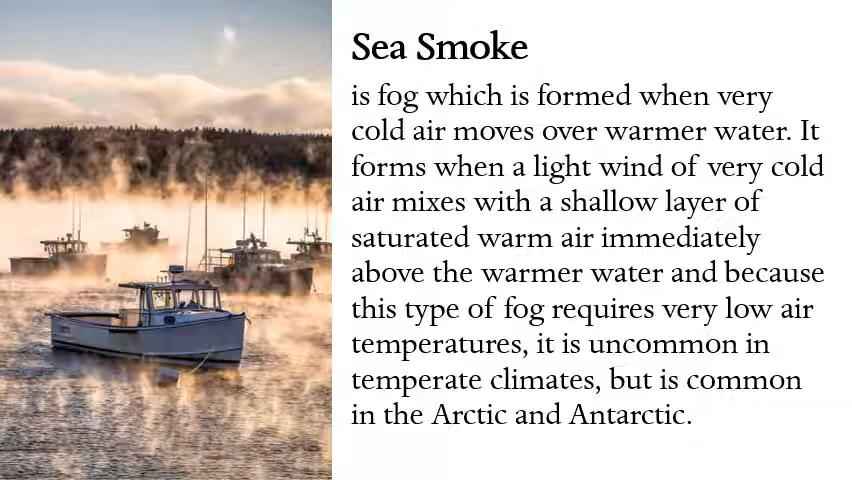 Sea Smoke
is fog which is formed when very
cold air moves over warmer water. It
forms when a light wind of very cold
air mixes with a shallow layer of
saturated warm air immediately
above the warmer water and because
this type of fog requires very low air
temperatures, it is uncommon in
temperate climates, but is common
in the Arctic and Antarctic.